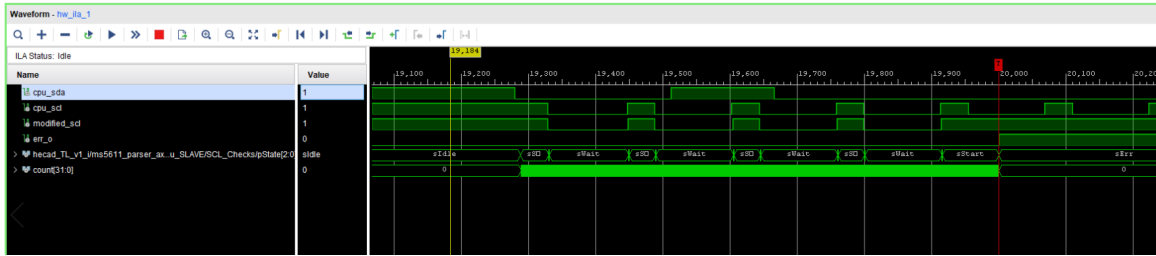 Waveform - hw_ila_1
ILA Status: Idle
19,184
Name Value
19,100 19,200 19,300 19,400 19,500 19,600 19,700 19,800 19,900 20,000 20,100 20,20
cpu_sda 1
cpu_scl 1
modified_scl 1
err_o 0
hecad_TL_v1_i/ms5611_parser_ax...u_SLAVE/SCL_Checks/pState[2:0] sIdle sIdle sWait sWait sWait sWait sStart sErr
count[31:0] 0 0 0